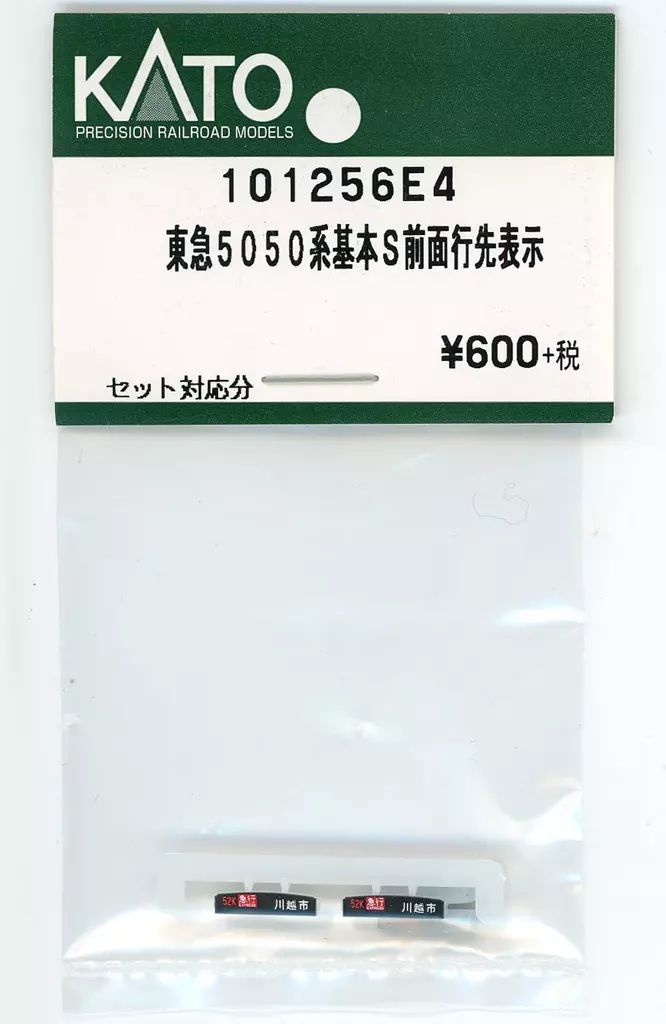 KATO
PRECISION RAILROAD MODELS
101256E4
東急5050系基本S前面行先表示
¥600+税
セット対応分
52K 急行 EXPRESS 川越市
52K 急行 EXPRESS 川越市